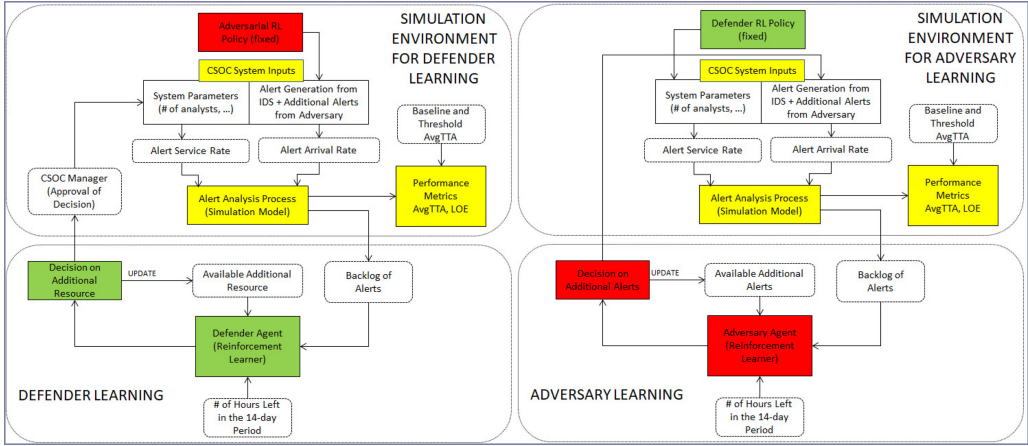 SIMULATION
ENVIRONMENT
FOR DEFENDER
LEARNING
Adversarial RL
Policy (fixed)
CSOC System Inputs
System Parameters
(# of analysts, ...)
Alert Generation from
IDS + Additional Alerts
from Adversary
Baseline and
Threshold
AvgTTA
Alert Service Rate
Alert Arrival Rate
CSOC Manager
(Approval of
Decision)
Alert Analysis Process
(Simulation Model)
Performance
Metrics
AvgTTA, LOE
Decision on
Additional
Resource
UPDATE
Available Additional
Resource
Backlog of
Alerts
Defender Agent
(Reinforcement
Learner)
DEFENDER LEARNING
# of Hours Left
in the 14-day
Period
SIMULATION
ENVIRONMENT
FOR ADVERSARY
LEARNING
Defender RL Policy
(fixed)
CSOC System Inputs
System Parameters
(# of analysts, ...)
Alert Generation from
IDS + Additional Alerts
from Adversary
Baseline and
Threshold
AvgTTA
Alert Service Rate
Alert Arrival Rate
Alert Analysis Process
(Simulation Model)
Performance
Metrics
AvgTTA, LOE
Decision on
Additional Alerts
UPDATE
Available Additional
Alerts
Backlog of
Alerts
Adversary Agent
(Reinforcement
Learner)
ADVERSARY LEARNING
# of Hours Left
in the 14-day
Period